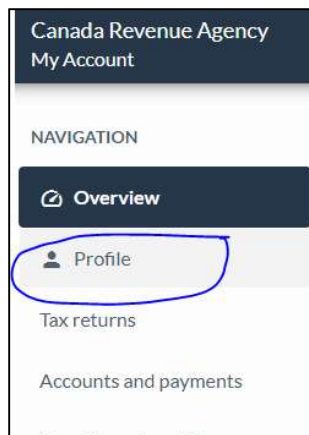 Canada Revenue Agency
My Account
NAVIGATION
Overview
Profile
Tax returns
Accounts and payments